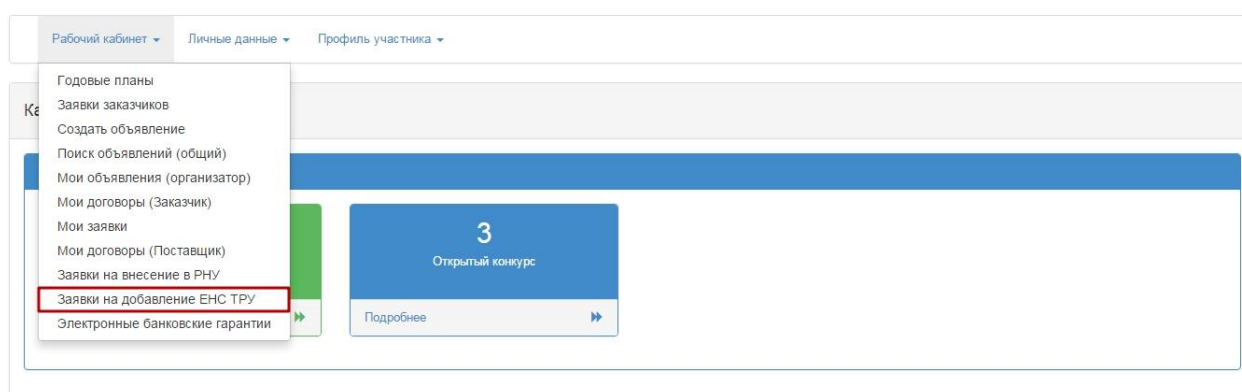 Рабочий кабинет Личные данные Профиль участника
Годовые планы
Заявки заказчиков
Ка
Создать объявление
Поиск объявлений (общий)
Мои объявления (организатор)
Мои договоры (Заказчик)
Мои заявки
Мои договоры (Поставщик)
Заявки на внесение в РНУ
Заявки на добавление ЕНС ТРУ
Электронные банковские гарантии
3
Открытый конкурс
Подробнее